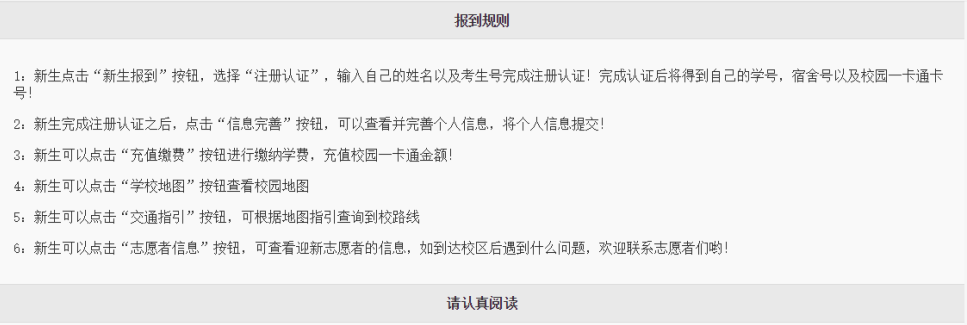 报到规则
1：新生点击“新生报到”按钮，选择“注册认证”，输入自己的姓名以及考生号完成注册认证！完成认证后将得到自己的学号，宿舍号以及校园一卡通卡
号！
2：新生完成注册认证之后，点击“信息完善”按钮，可以查看并完善个人信息，将个人信息提交！
3：新生可以点击“充值缴费”按钮进行缴纳学费，充值校园一卡通金额！
4：新生可以点击“学校地图”按钮查看校园地图
5：新生可以点击“交通指引”按钮，可根据地图指引查询到校路线
6：新生可以点击“志愿者信息”按钮，可查看迎新志愿者的信息，如到达校区后遇到什么问题，欢迎联系志愿者们哟！
请认真阅读